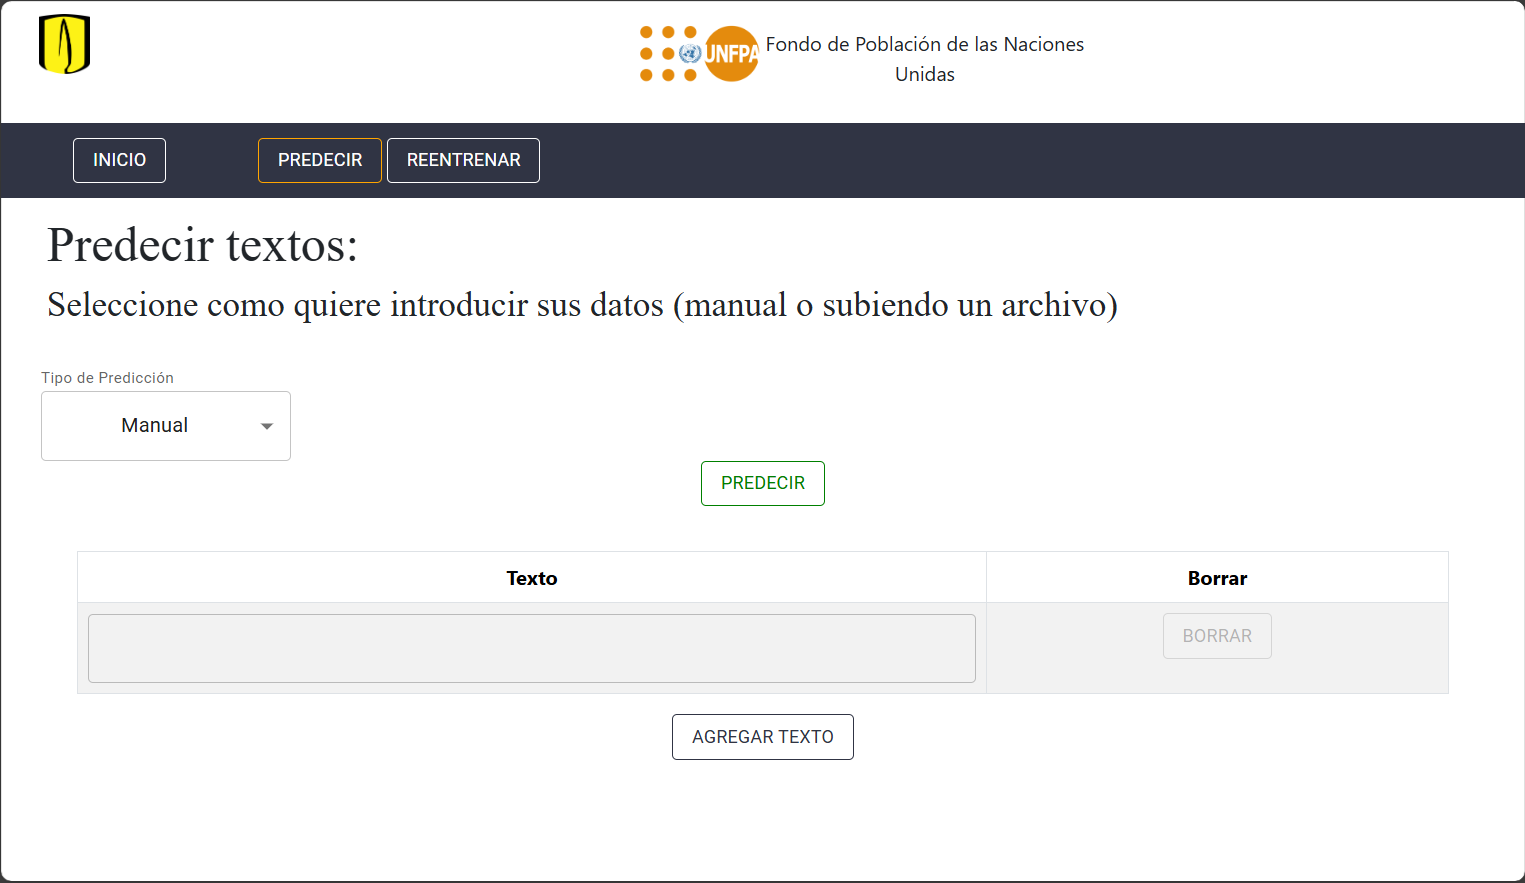 UNFPA
Fondo de Población de las Naciones
Unidas
INICIO
PREDECIR
REENTRENAR
Predecir textos:
Seleccione como quiere introducir sus datos (manual o subiendo un archivo)
Tipo de Predicción
Manual
PREDECIR
Texto
Borrar
BORRAR
AGREGAR TEXTO